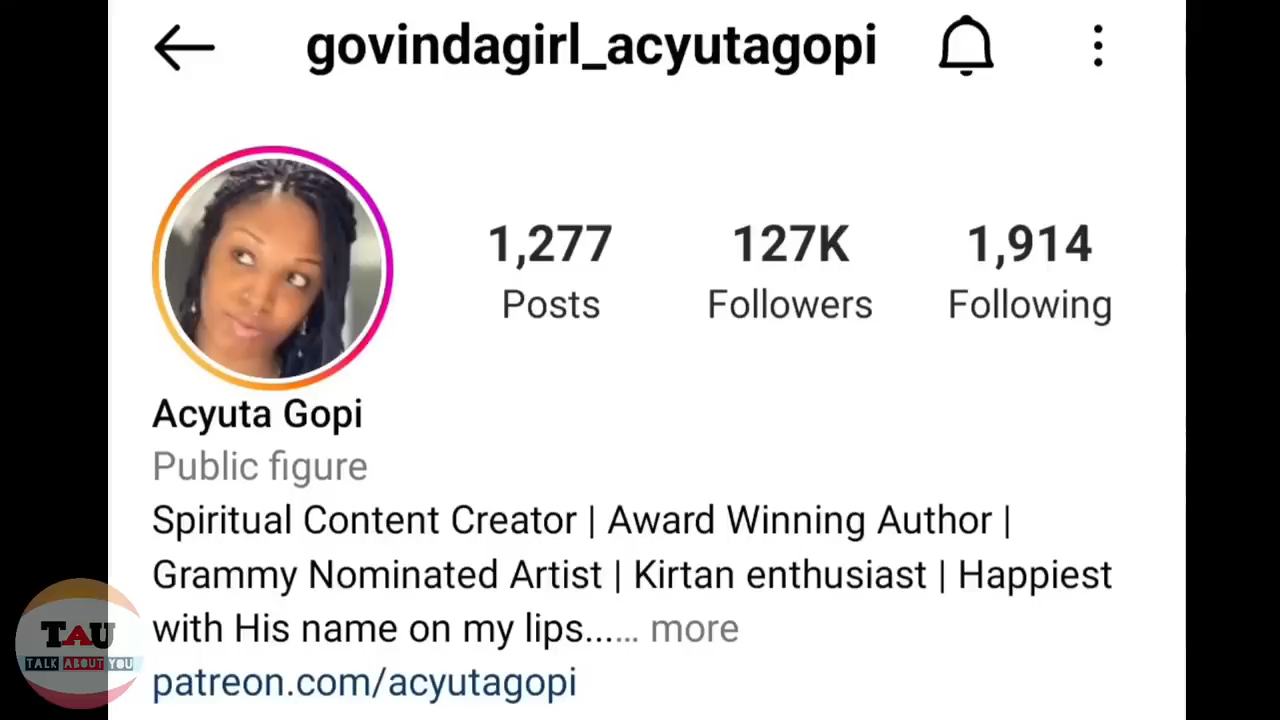 govindagirl_acyutagopi
1,277
127K
1,914
Posts
Followers
Following
Acyuta Gopi
Public figure
Spiritual Content Creator | Award Winning Author |
Grammy Nominated Artist | Kirtan enthusiast | Happiest
with His name on my lips...… more
patreon.com/acyutagopi
TAU
TALK ABOUT YOU